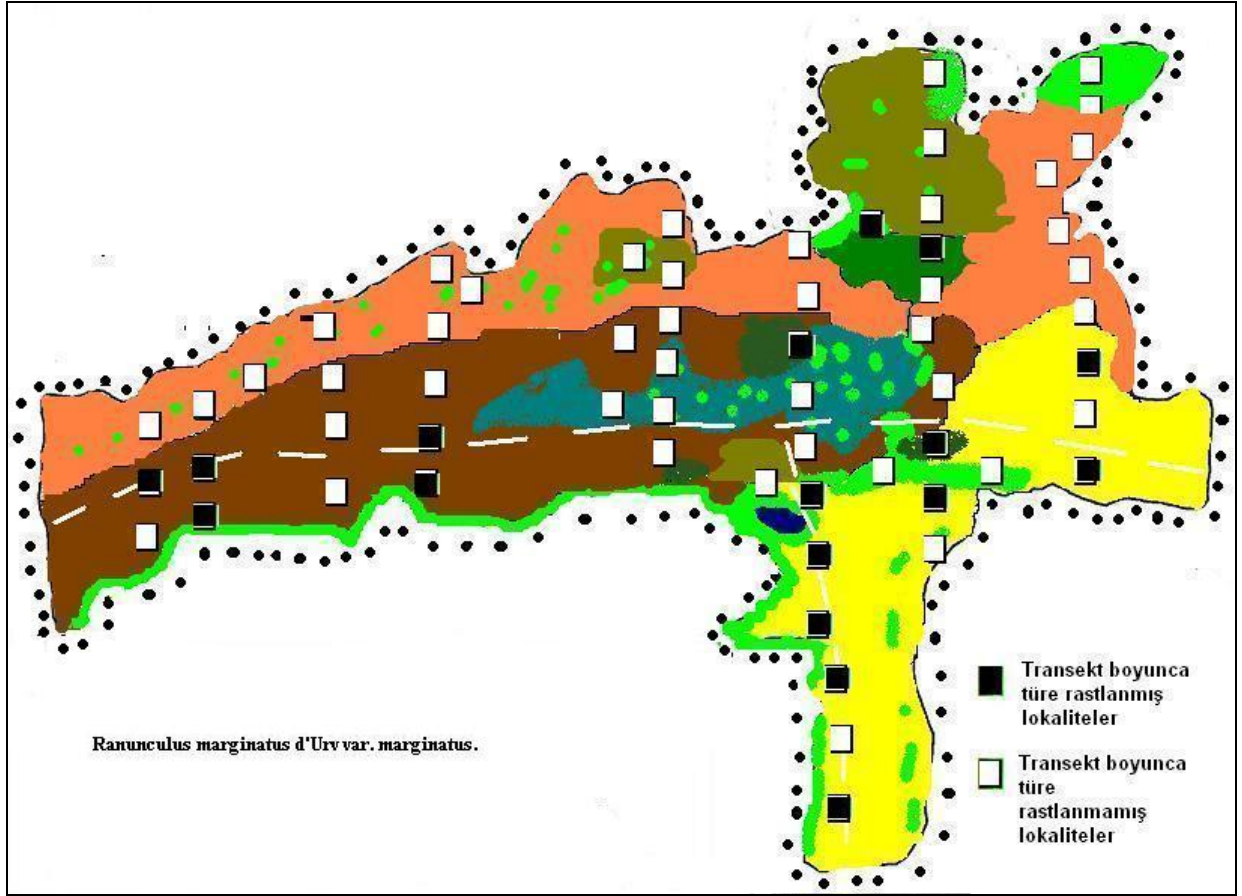 Transekt boyunca
türe rastlanmış
lokaliteler
Ranunculus marginatus d'Urv var. marginatus.
Transekt boyunca
türe
rastlanmamış
lokaliteler